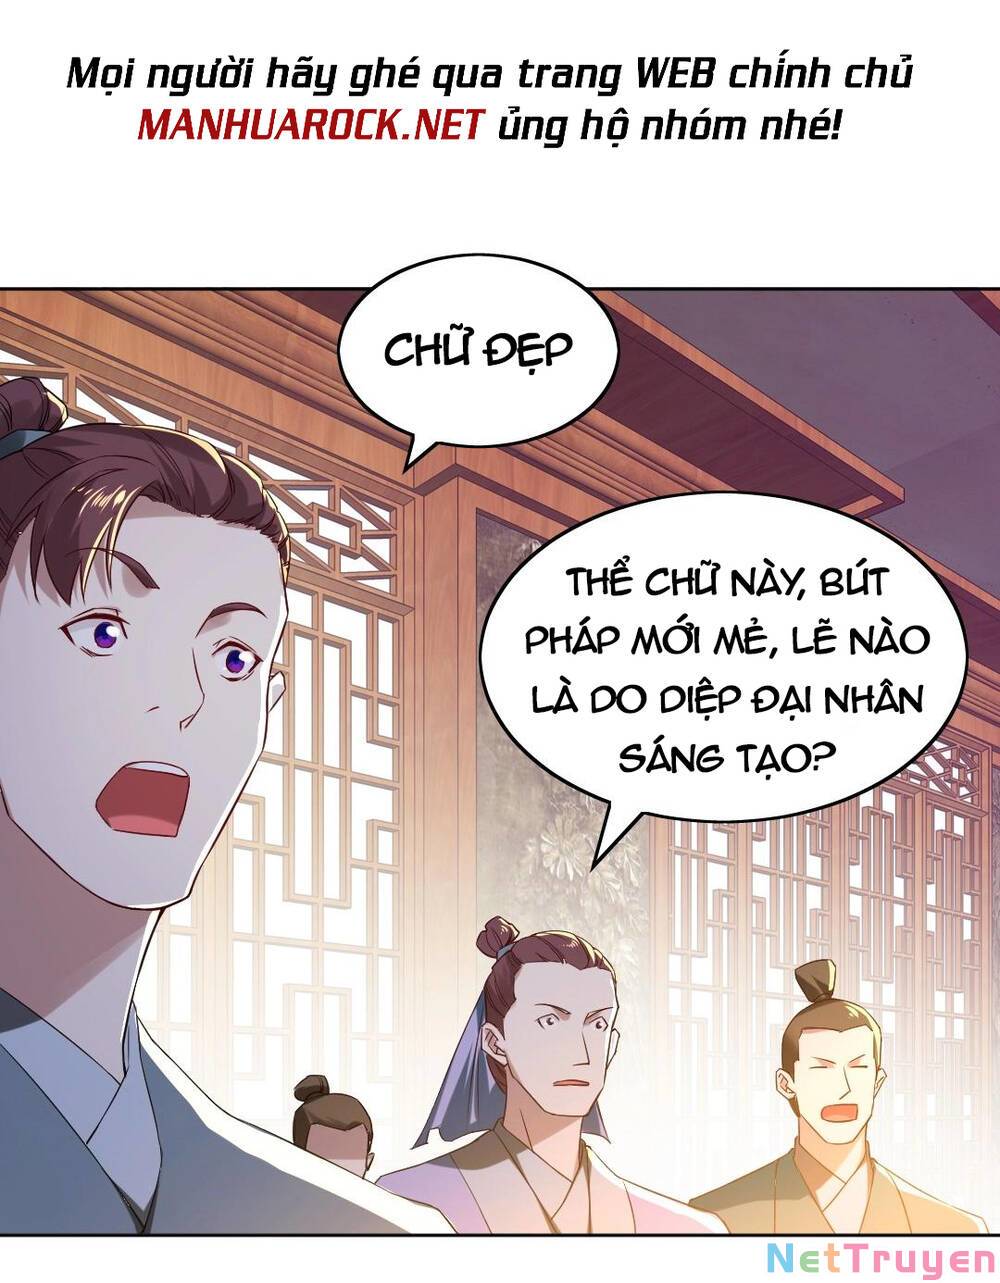 Mọi người hãy ghé qua trang WEB chính chủ
MANHUAROCK.NET ủng hộ nhóm nhé!
CHỮ ĐẸP
THỂ CHỮ NÀY, BÚT
PHÁP MỚI MẺ, LẼ NÀO
LÀ DO DIỆP ĐẠI NHÂN
SÁNG TẠO?
NetTruyen